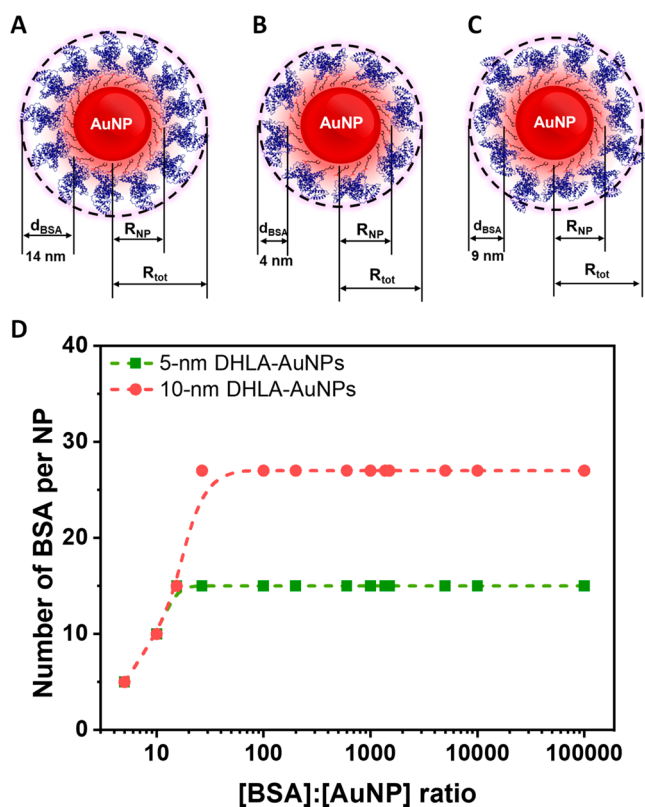 A
B
C
AuNP
AuNP
AuNP
dBSA
14 nm
RNP
Rtot
dBSA
4 nm
RNP
Rtot
dBSA
9 nm
RNP
Rtot
D
5-nm DHLA-AuNPs
10-nm DHLA-AuNPs
Number of BSA per NP
40
30
20
10
0
10
100
1000
10000
100000
[BSA]:[AuNP] ratio